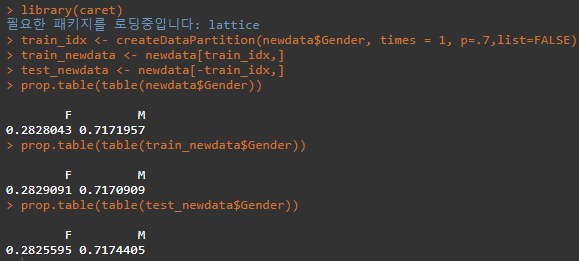 > library(caret)
필요한 패키지를 로딩중입니다: lattice
> train_idx <- createDataPartition(newdata$Gender, times = 1, p=.7,list=FALSE)
> train_newdata <- newdata[train_idx,]
> test_newdata <- newdata[-train_idx,]
> prop.table(table(newdata$Gender))
F M
0.2828043 0.7171957
> prop.table(table(train_newdata$Gender))
F M
0.2829091 0.7170909
> prop.table(table(test_newdata$Gender))
F M
0.2825595 0.7174405